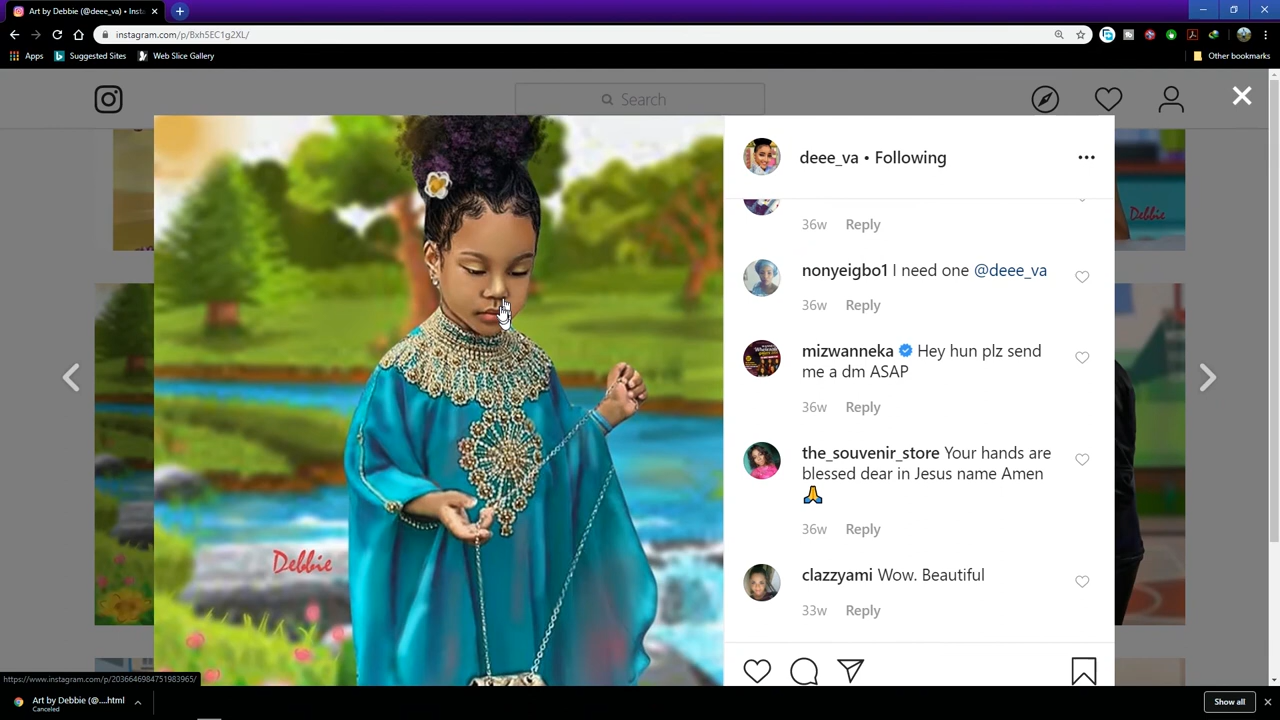 Art by Debbie (@deee_va) • Inst
instagram.com/p/Bxh5EC1g2XL/
Apps
Suggested Sites
Web Slice Gallery
Other bookmarks
Search
deee_va • Following
Debbie
36w Reply
nonyeigbo1 I need one @deee_va
36w Reply
mizwanneka Hey hun plz send
me a dm ASAP
36w Reply
the_souvenir_store Your hands are
blessed dear in Jesus name Amen
🙏
36w Reply
Debbie
clazzyami Wow. Beautiful
33w Reply
https://www.instagram.com/p/2036646984751983965/
Art by Debbie (@....html
Canceled
Show all